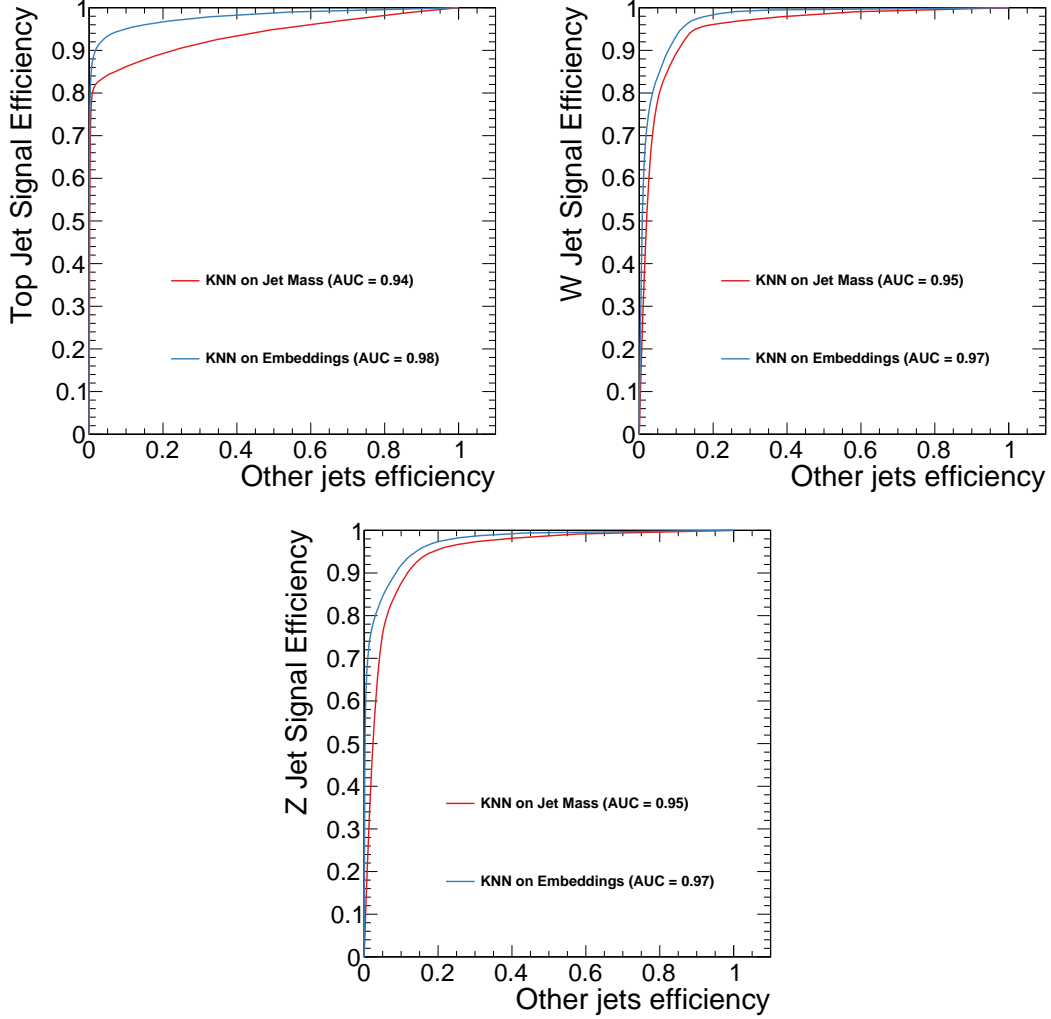 Top Jet Signal Efficiency
1
0.9
0.8
0.7
0.6
0.5
0.4
0.3
0.2
0.1
0
KNN on Jet Mass (AUC = 0.94)
KNN on Embeddings (AUC = 0.98)
0 0.2 0.4 0.6 0.8 1
Other jets efficiency
W Jet Signal Efficiency
1
0.9
0.8
0.7
0.6
0.5
0.4
0.3
0.2
0.1
0
KNN on Jet Mass (AUC = 0.95)
KNN on Embeddings (AUC = 0.97)
0 0.2 0.4 0.6 0.8 1
Other jets efficiency
Z Jet Signal Efficiency
1
0.9
0.8
0.7
0.6
0.5
0.4
0.3
0.2
0.1
0
KNN on Jet Mass (AUC = 0.95)
KNN on Embeddings (AUC = 0.97)
0 0.2 0.4 0.6 0.8 1
Other jets efficiency